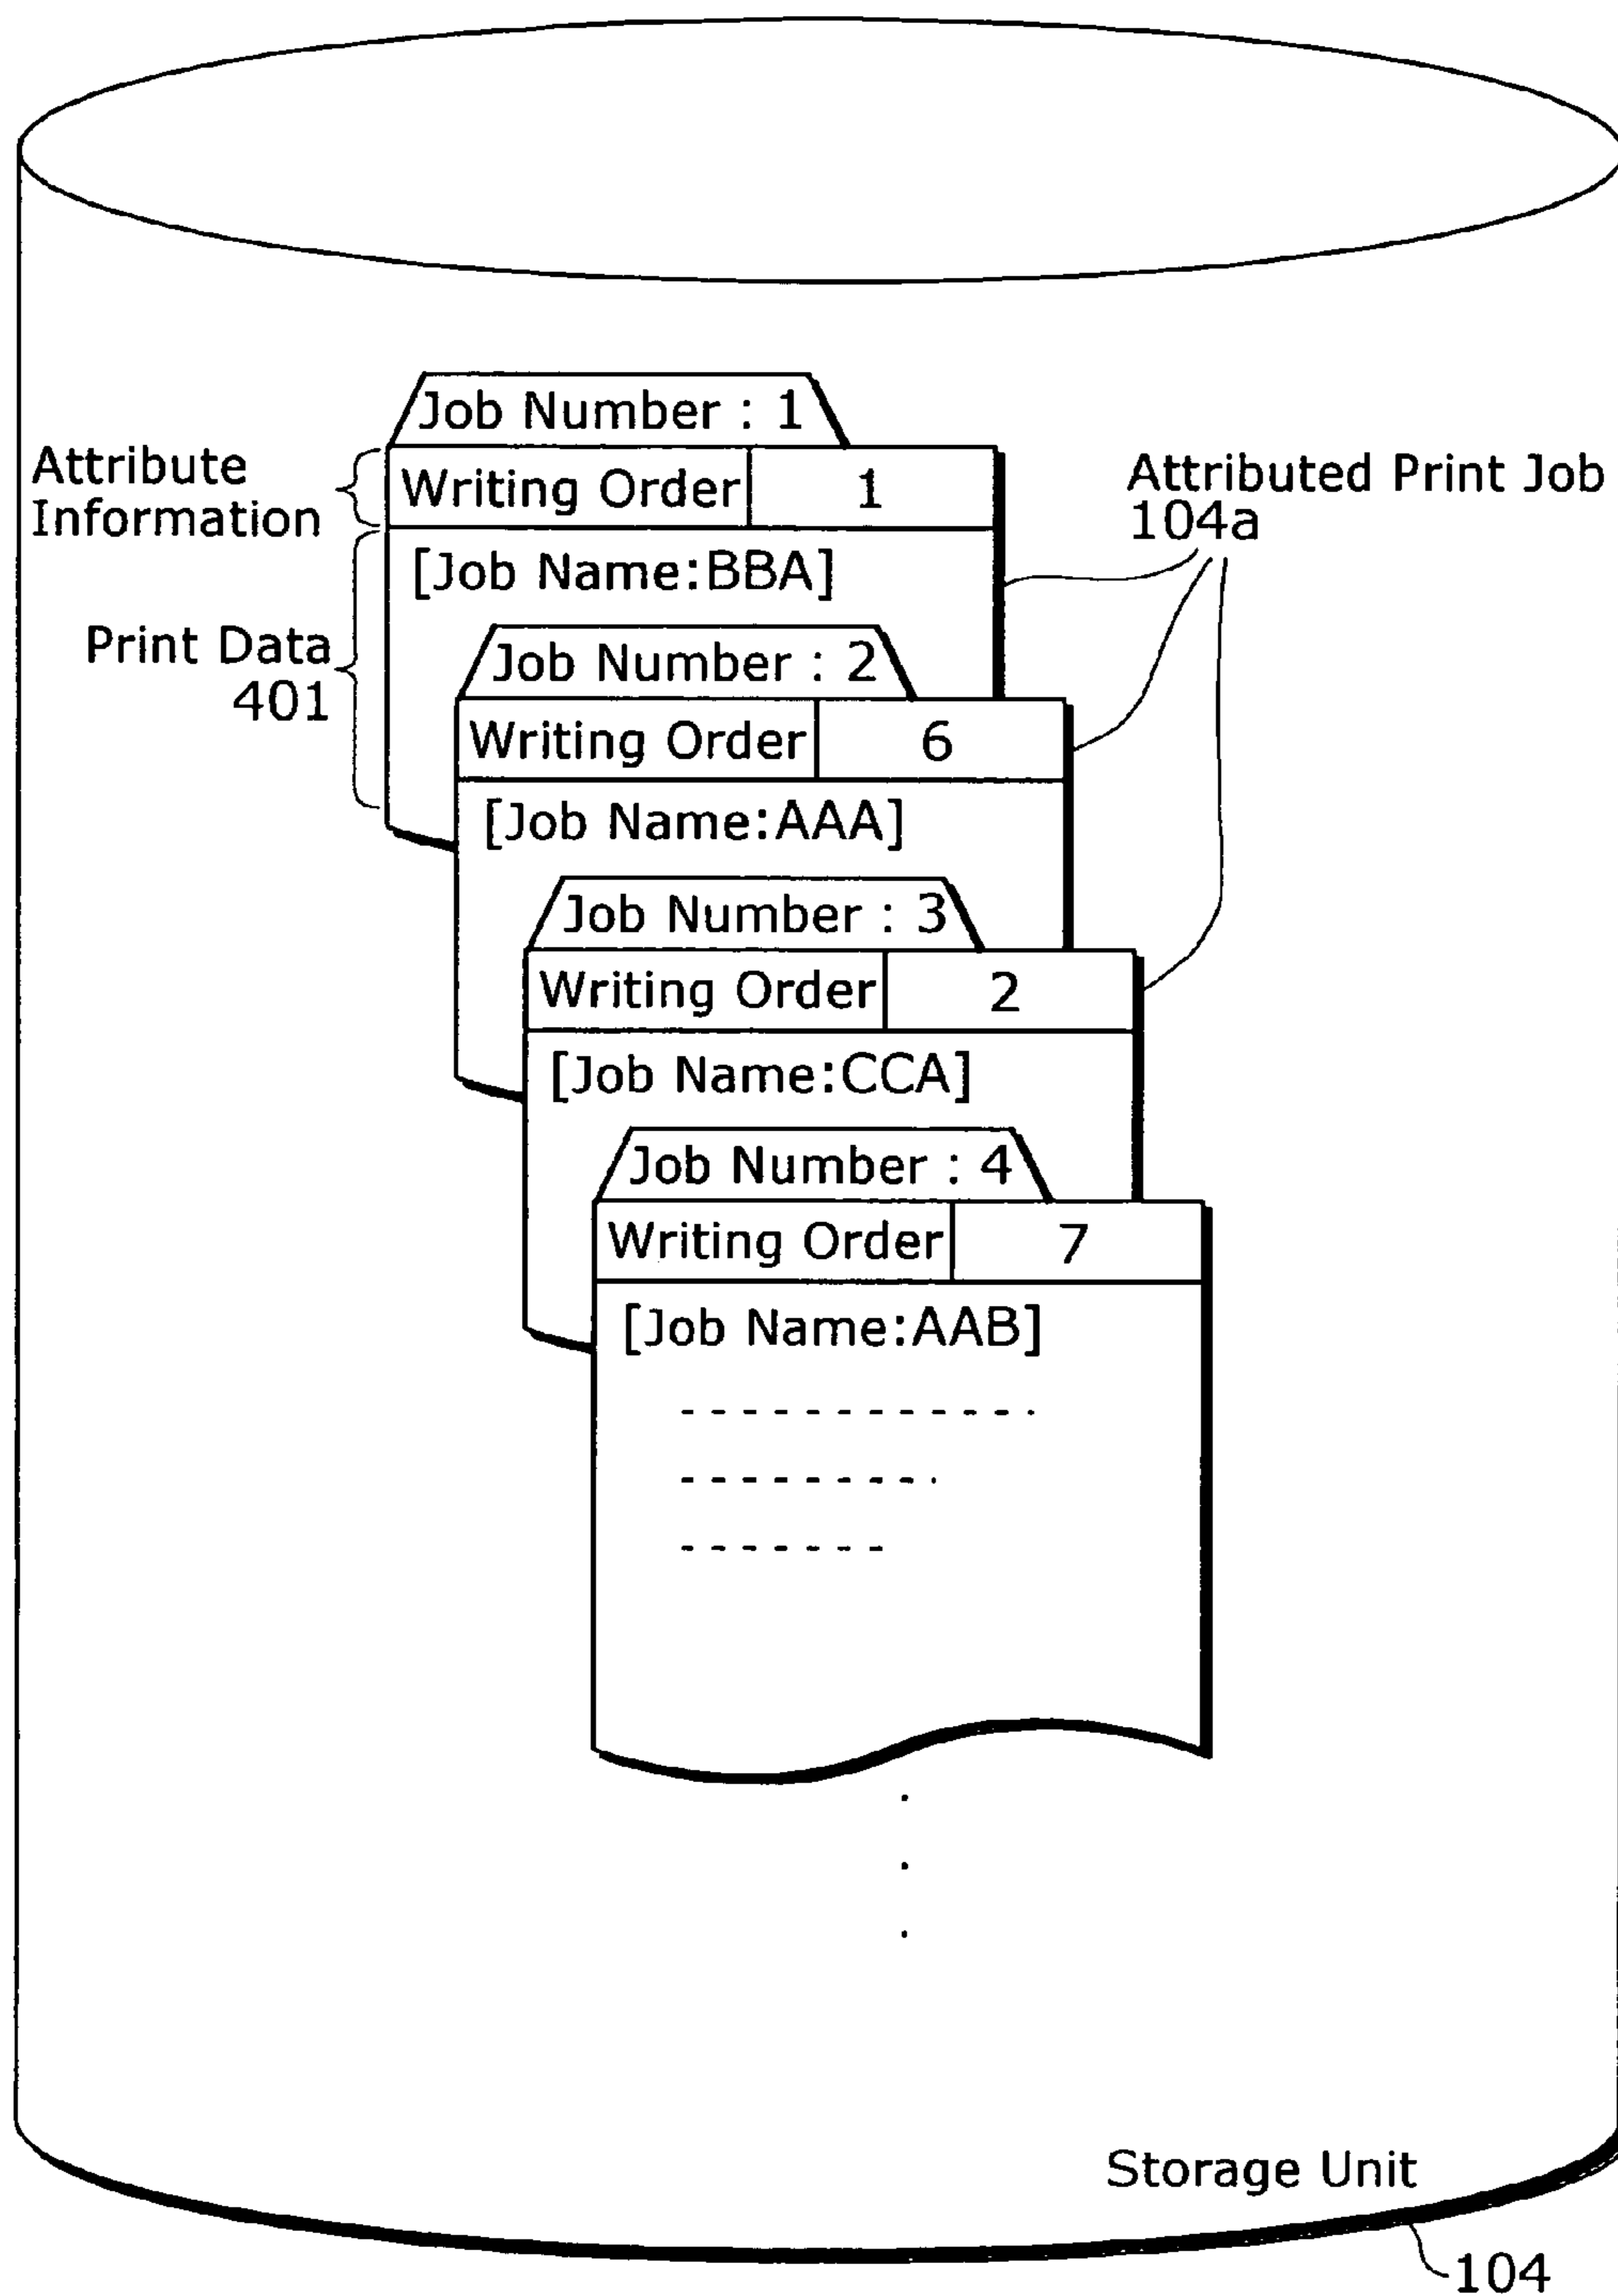 Job Number : 1
Attribute
Information
Writing Order 1
Attributed Print Job
104a
[Job Name:BBA]
Print Data
401
Job Number : 2
Writing Order 6
[Job Name:AAA]
Job Number : 3
Writing Order 2
[Job Name:CCA]
Job Number : 4
Writing Order 7
[Job Name:AAB]
Storage Unit
104